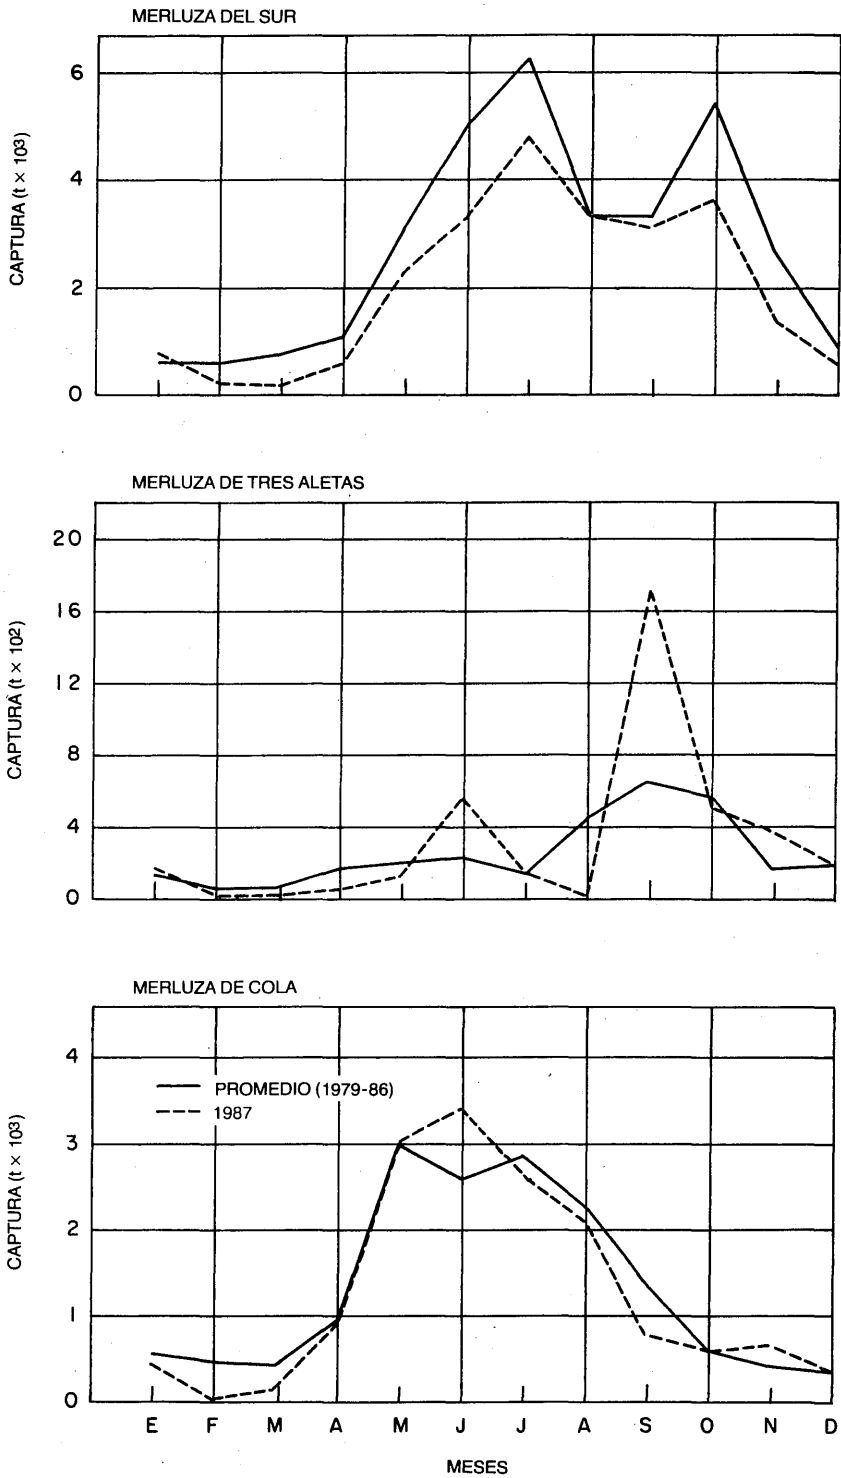 MERLUZA DEL SUR
CAPTURA (t × 10³)
6
4
2
0
MERLUZA DE TRES ALETAS
CAPTURA (t × 10²)
20
16
12
8
4
0
MERLUZA DE COLA
CAPTURA (t × 10³)
4
3
2
1
0
PROMEDIO (1979-86)
1987
E F M A M J J A S O N D
MESES